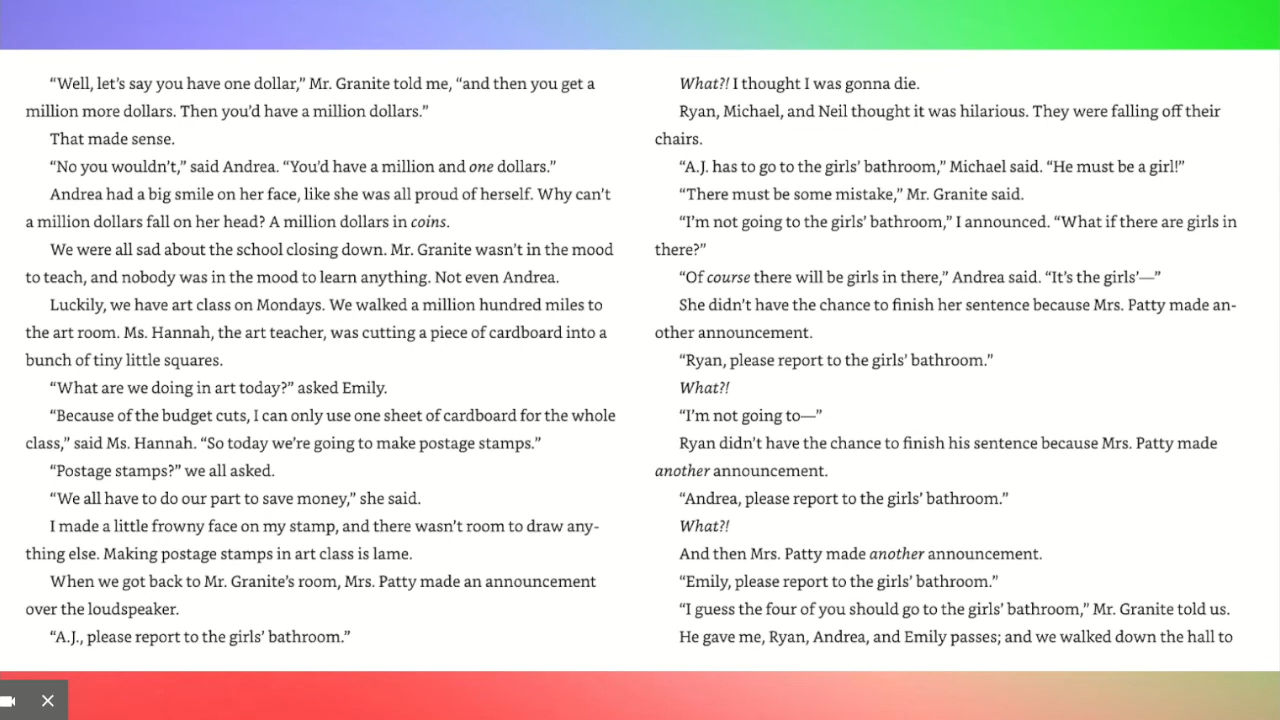 “Well, let’s say you have one dollar,” Mr. Granite told me, “and then you get a
million more dollars. Then you’d have a million dollars.”
That made sense.
“No you wouldn’t,” said Andrea. “You’d have a million and one dollars.”
Andrea had a big smile on her face, like she was all proud of herself. Why can’t
a million dollars fall on her head? A million dollars in coins.
We were all sad about the school closing down. Mr. Granite wasn’t in the mood
to teach, and nobody was in the mood to learn anything. Not even Andrea.
Luckily, we have art class on Mondays. We walked a million hundred miles to
the art room. Ms. Hannah, the art teacher, was cutting a piece of cardboard into a
bunch of tiny little squares.
“What are we doing in art today?” asked Emily.
“Because of the budget cuts, I can only use one sheet of cardboard for the whole
class,” said Ms. Hannah. “So today we’re going to make postage stamps.”
“Postage stamps?” we all asked.
“We all have to do our part to save money,” she said.
I made a little frowny face on my stamp, and there wasn’t room to draw any-
thing else. Making postage stamps in art class is lame.
When we got back to Mr. Granite’s room, Mrs. Patty made an announcement
over the loudspeaker.
“A.J., please report to the girls’ bathroom.”
What?! I thought I was gonna die.
Ryan, Michael, and Neil thought it was hilarious. They were falling off their
chairs.
“A.J. has to go to the girls’ bathroom,” Michael said. “He must be a girl!”
“There must be some mistake,” Mr. Granite said.
“I’m not going to the girls’ bathroom,” I announced. “What if there are girls in
there?”
“Of course there will be girls in there,” Andrea said. “It’s the girls’—”
She didn’t have the chance to finish her sentence because Mrs. Patty made an-
other announcement.
“Ryan, please report to the girls’ bathroom.”
What?!
“I’m not going to—”
Ryan didn’t have the chance to finish his sentence because Mrs. Patty made
another announcement.
“Andrea, please report to the girls’ bathroom.”
What?!
And then Mrs. Patty made another announcement.
“Emily, please report to the girls’ bathroom.”
“I guess the four of you should go to the girls’ bathroom,” Mr. Granite told us.
He gave me, Ryan, Andrea, and Emily passes; and we walked down the hall to